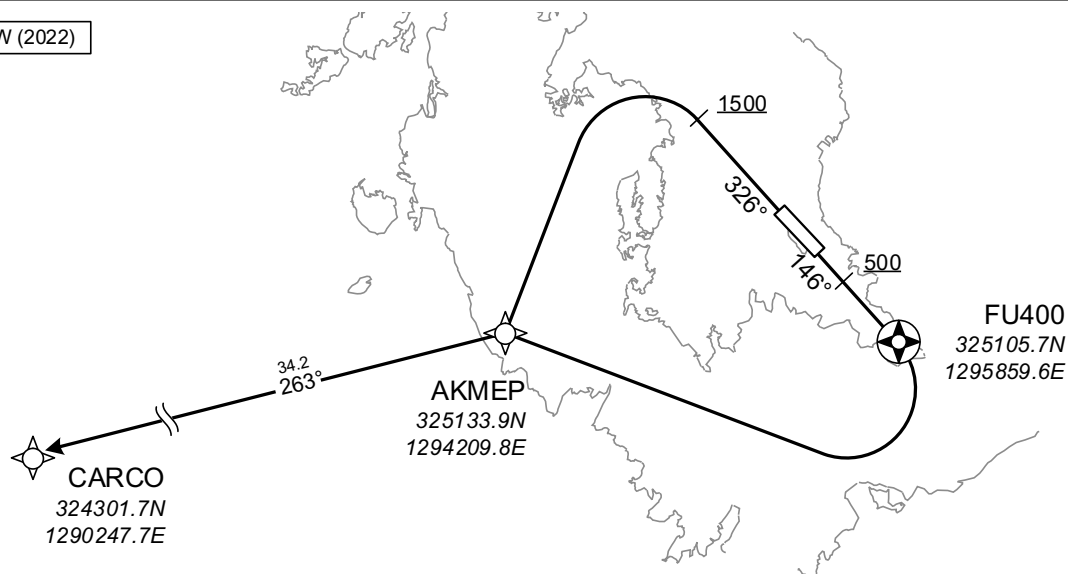 W (2022)
1500
326°
146°
500
FU400
325105.7N
1295859.6E
34.2
263°
AKMEP
325133.9N
1294209.8E
CARCO
324301.7N
1290247.7E